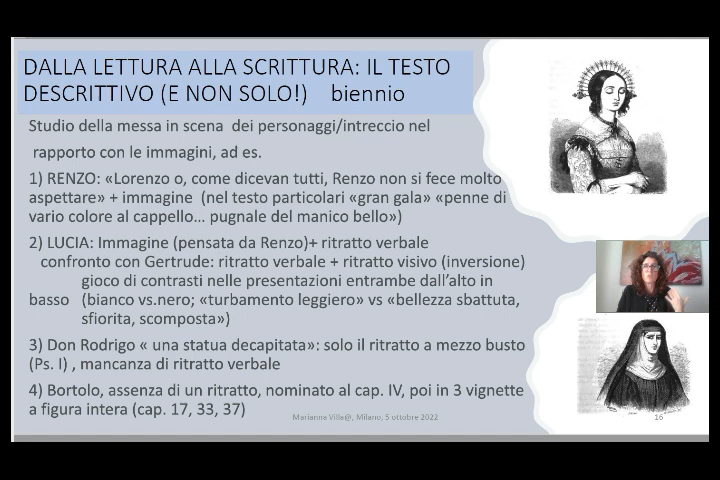 DALLA LETTURA ALLA SCRITTURA: IL TESTO
DESCRITTIVO (E NON SOLO!) biennio
Studio della messa in scena dei personaggi/intreccio nel
rapporto con le immagini, ad es.
1) RENZO: «Lorenzo o, come dicevan tutti, Renzo non si fece molto
aspettare» + immagine (nel testo particolari «gran gala» «penne di
vario colore al cappello... pugnale del manico bello»)
2) LUCIA: Immagine (pensata da Renzo)+ ritratto verbale
confronto con Gertrude: ritratto verbale + ritratto visivo (inversione)
gioco di contrasti nelle presentazioni entrambe dall'alto in
basso (bianco vs.nero; «turbamento leggiero» vs «bellezza sbattuta,
sfiorita, scomposta»)
3) Don Rodrigo « una statua decapitata»: solo il ritratto a mezzo busto
(Ps. I) , mancanza di ritratto verbale
4) Bortolo, assenza di un ritratto, nominato al cap. IV, poi in 3 vignette
a figura intera (cap. 17, 33, 37)
Marianna Villa@, Milano, 5 ottobre 2022
16